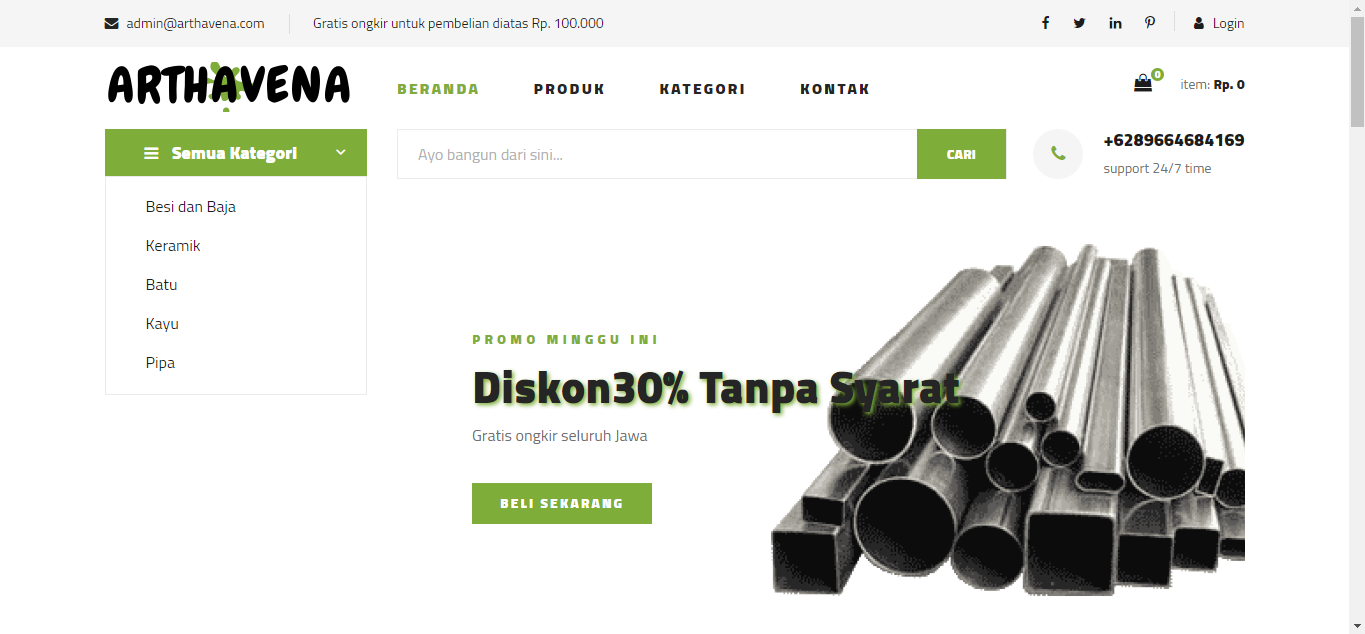 admin@arthavena.com
Gratis ongkir untuk pembelian diatas Rp. 100.000
Login
ARTHAVENA
BERANDA
PRODUK
KATEGORI
KONTAK
0
item: Rp. 0
Semua Kategori
Ayo bangun dari sini...
CARI
+6289664684169
support 24/7 time
Besi dan Baja
Keramik
Batu
Kayu
Pipa
PROMO MINGGU INI
Diskon30% Tanpa Syarat
Gratis ongkir seluruh Jawa
BELI SEKARANG